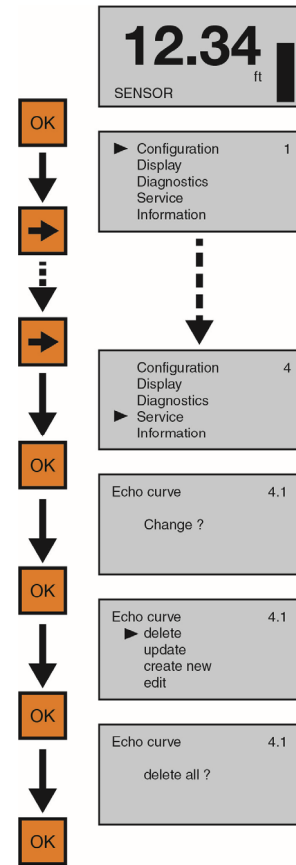 12.34
ft
SENSOR
OK
Configuration 1
Display
Diagnostics
Service
Information
Configuration 4
Display
Diagnostics
Service
Information
OK
Echo curve 4.1
Change ?
OK
Echo curve 4.1
delete
update
create new
edit
OK
Echo curve 4.1
delete all ?
OK